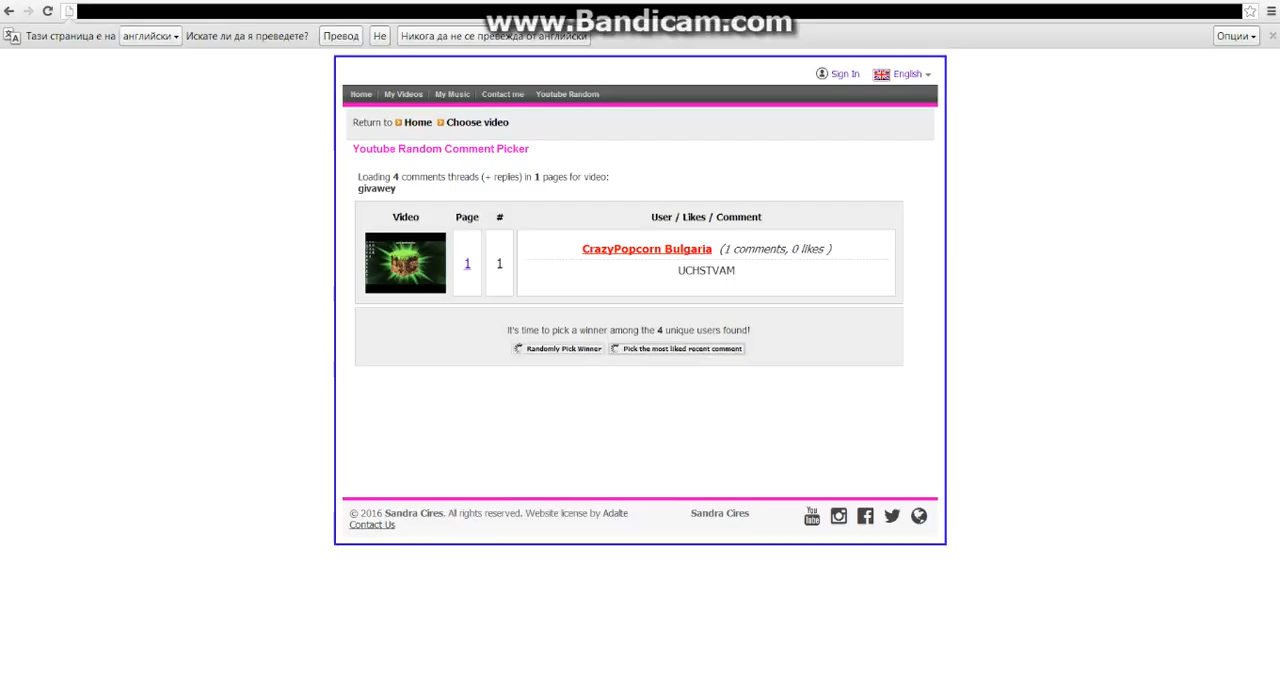 www.Bandicam.com
Тази страница е на английски Искате ли да я преведете? Превод Не Никога да не се превежда от английски Опции
Sign In English
Home My Videos My Music Contact me Youtube Random
Return to Home Choose video
Youtube Random Comment Picker
Loading 4 comments threads (+ replies) in 1 pages for video:
givawey
Video Page # User / Likes / Comment
CrazyPopcorn Bulgaria (1 comments, 0 likes )
1 1
UCHSTVAM
It's time to pick a winner among the 4 unique users found!
Randomly Pick Winner Pick the most liked recent comment
© 2016 Sandra Cires. All rights reserved. Website license by Adalte Sandra Cires You Tube
Contact Us